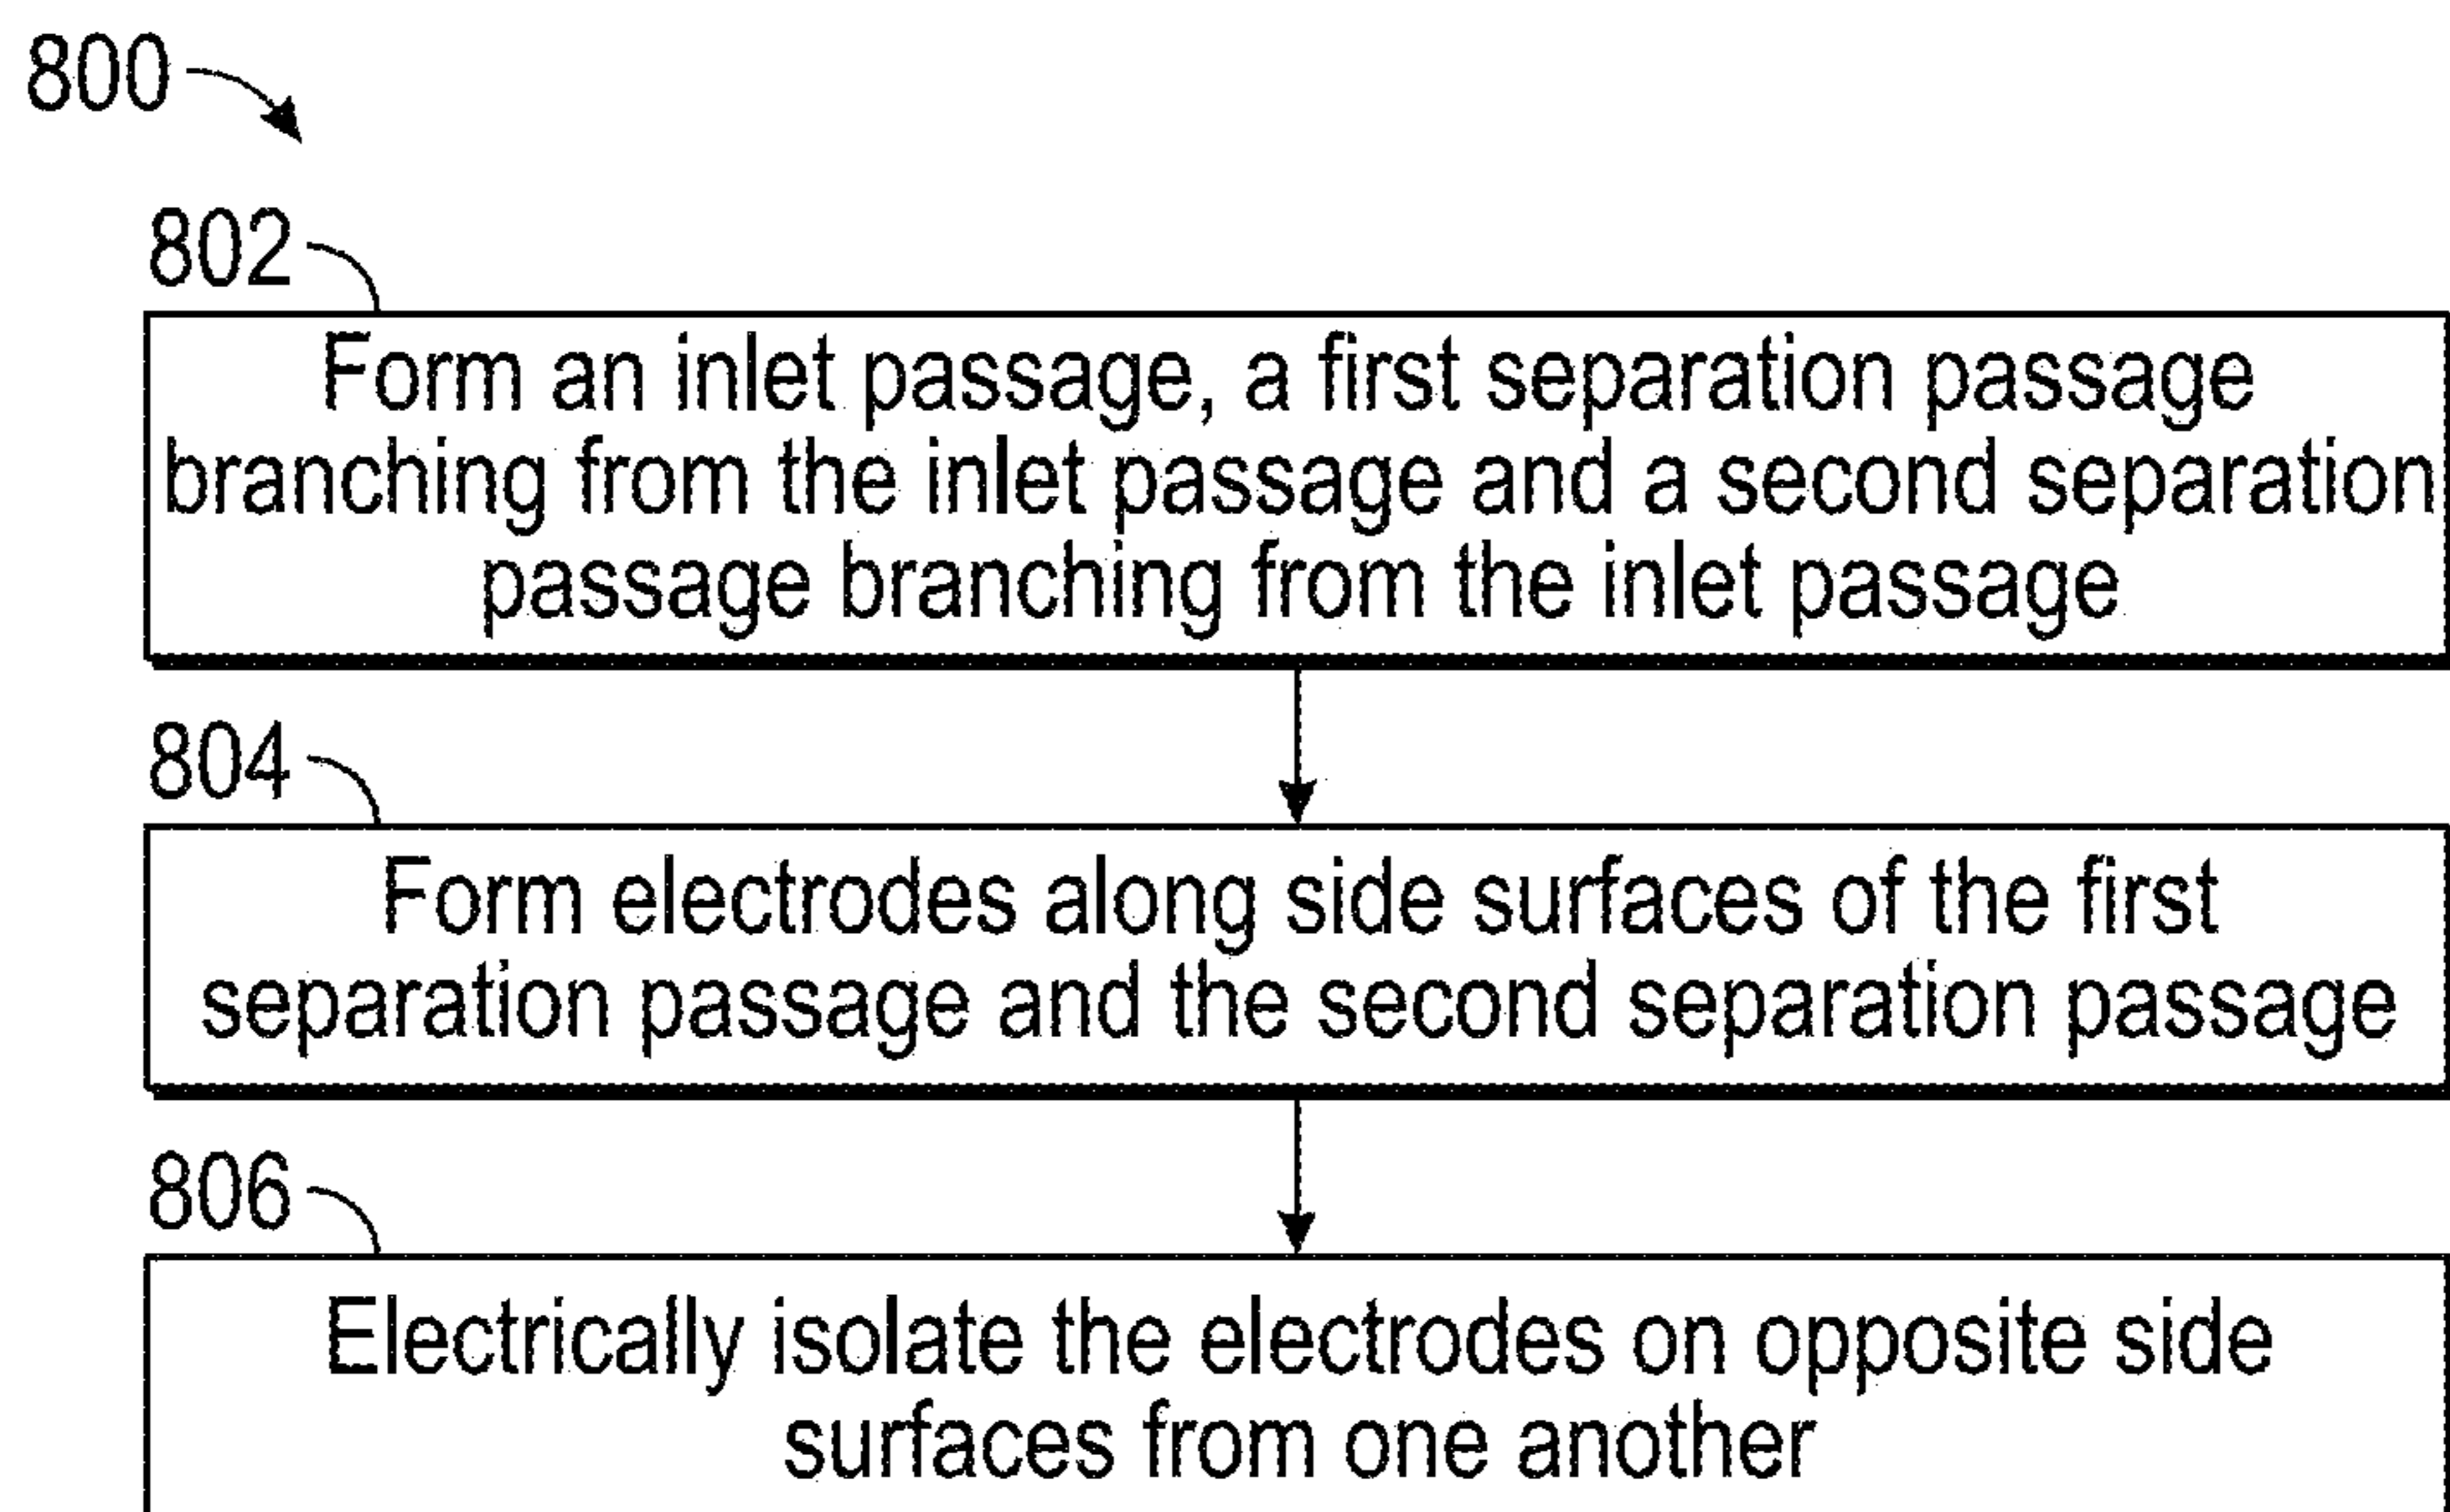 800
802
Form an inlet passage, a first separation passage
branching from the inlet passage and a second separation
passage branching from the inlet passage
804
Form electrodes along side surfaces of the first
separation passage and the second separation passage
806
Electrically isolate the electrodes on opposite side
surfaces from one another